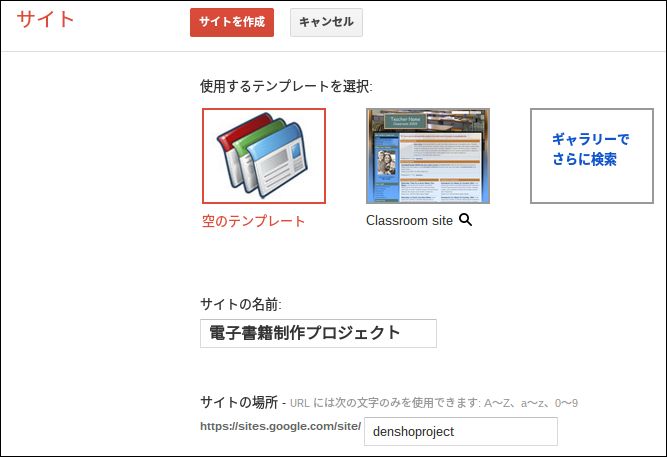 サイト
サイトを作成
キャンセル
使用するテンプレートを選択:
ギャラリーで
さらに検索
Teacher Name
空のテンプレート
Classroom site
サイトの名前:
電子書籍制作プロジェクト
サイトの場所 - URL には次の文字のみを使用できます: A～Z、a～z、0～9
https://sites.google.com/site/ denshoproject